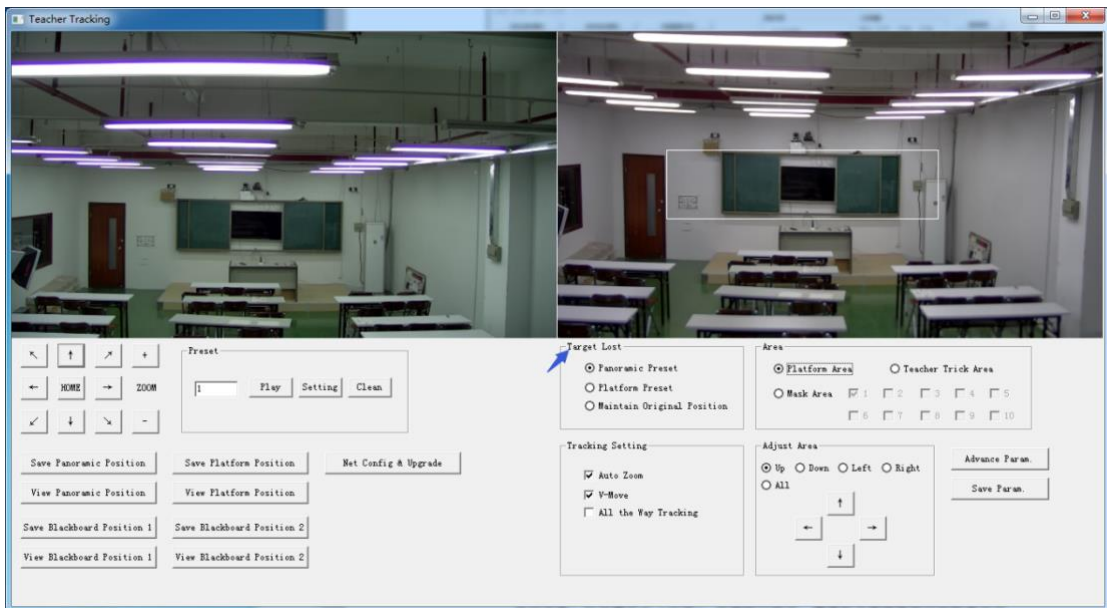 Teacher Tracking
↖ ↑ ↗ +
← HOME → ZOOM
↙ ↓ ↘ -
Preset
1 Play Setting Clean
Save Panoramic Position Save Platform Position Net Config & Upgrade
View Panoramic Position View Platform Position
Save Blackboard Position 1 Save Blackboard Position 2
View Blackboard Position 1 View Blackboard Position 2
Target Lost
Panoramic Preset
Platform Preset
Maintain Original Position
Area
Platform Area Teacher Trick Area
Mask Area 1 2 3 4 5
6 7 8 9 10
Tracking Setting
Auto Zoom
V-Move
All the Way Tracking
Adjust Area
Up Down Left Right
All
↑
← →
↓
Advance Param.
Save Param.